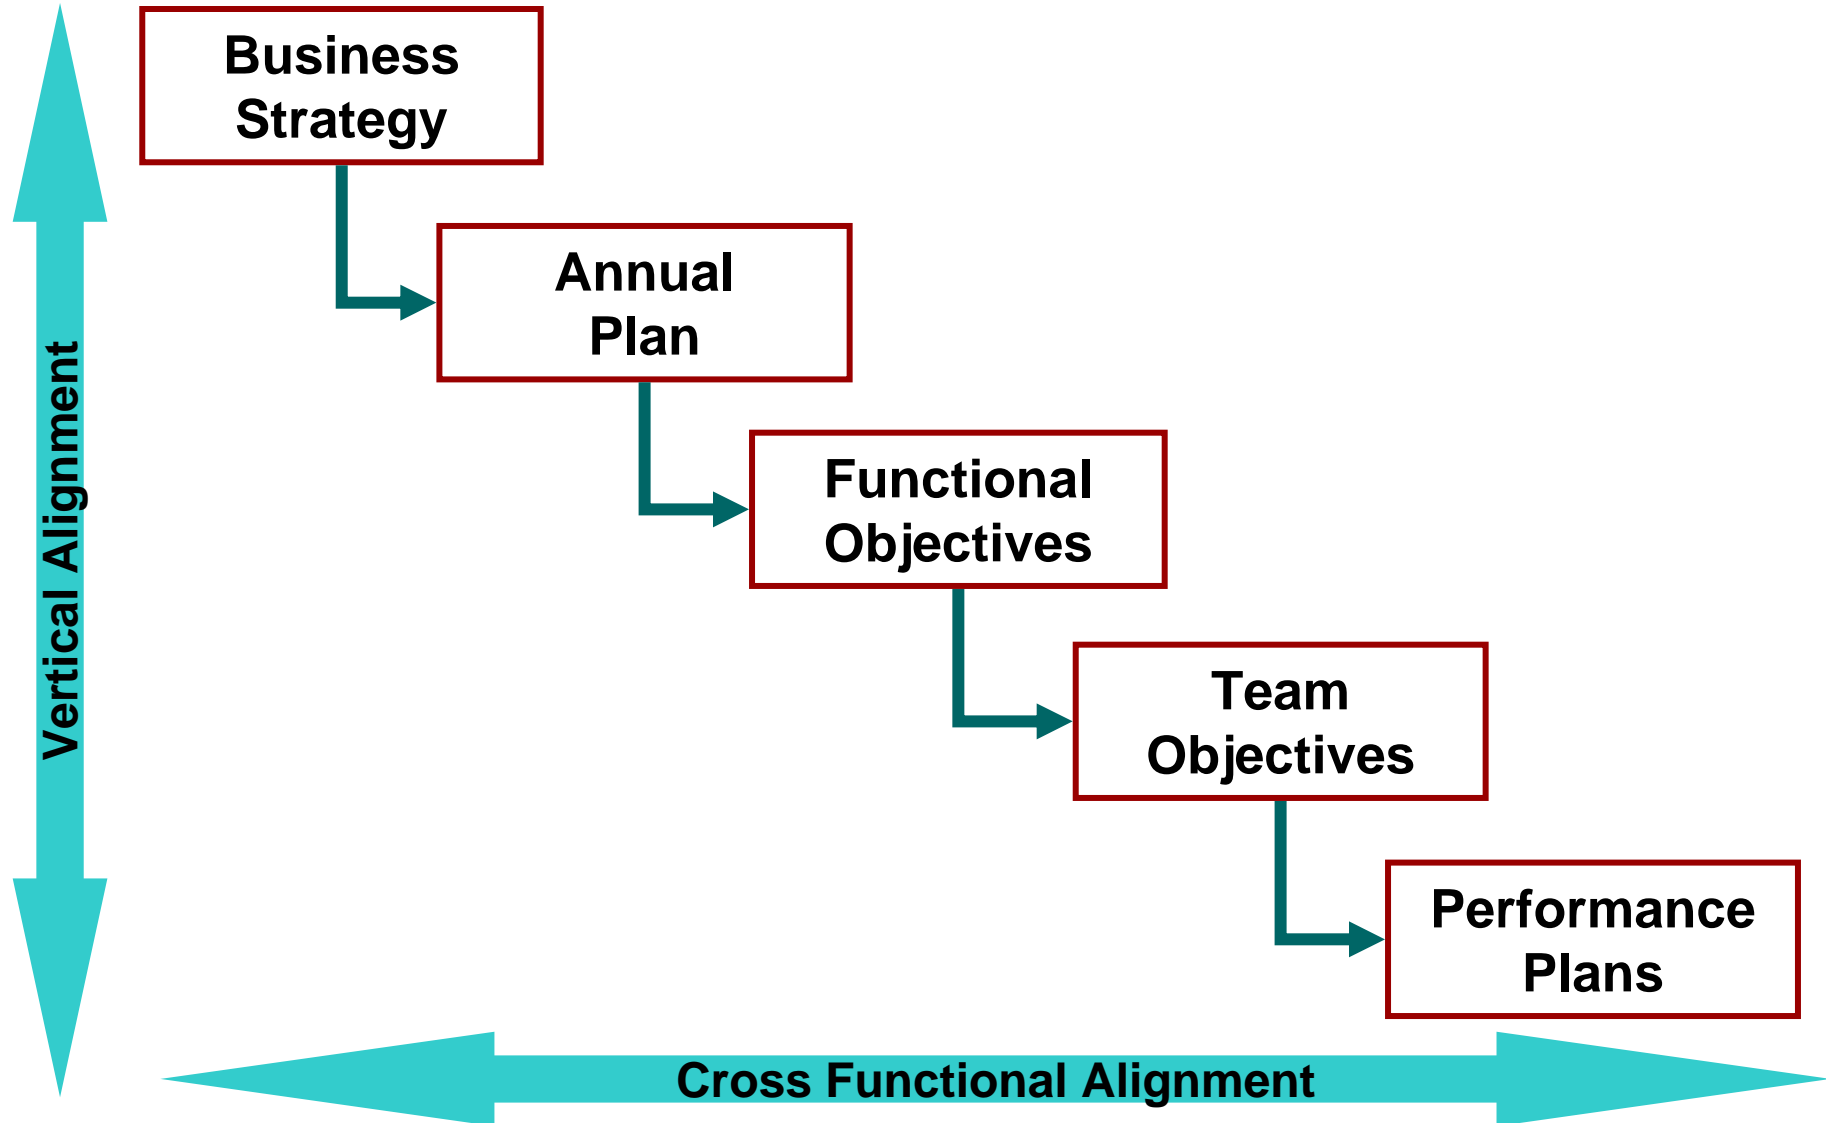 Business
Strategy
Annual
Plan
Functional
Objectives
Team
Objectives
Performance
Plans
Vertical Alignment
Cross Functional Alignment